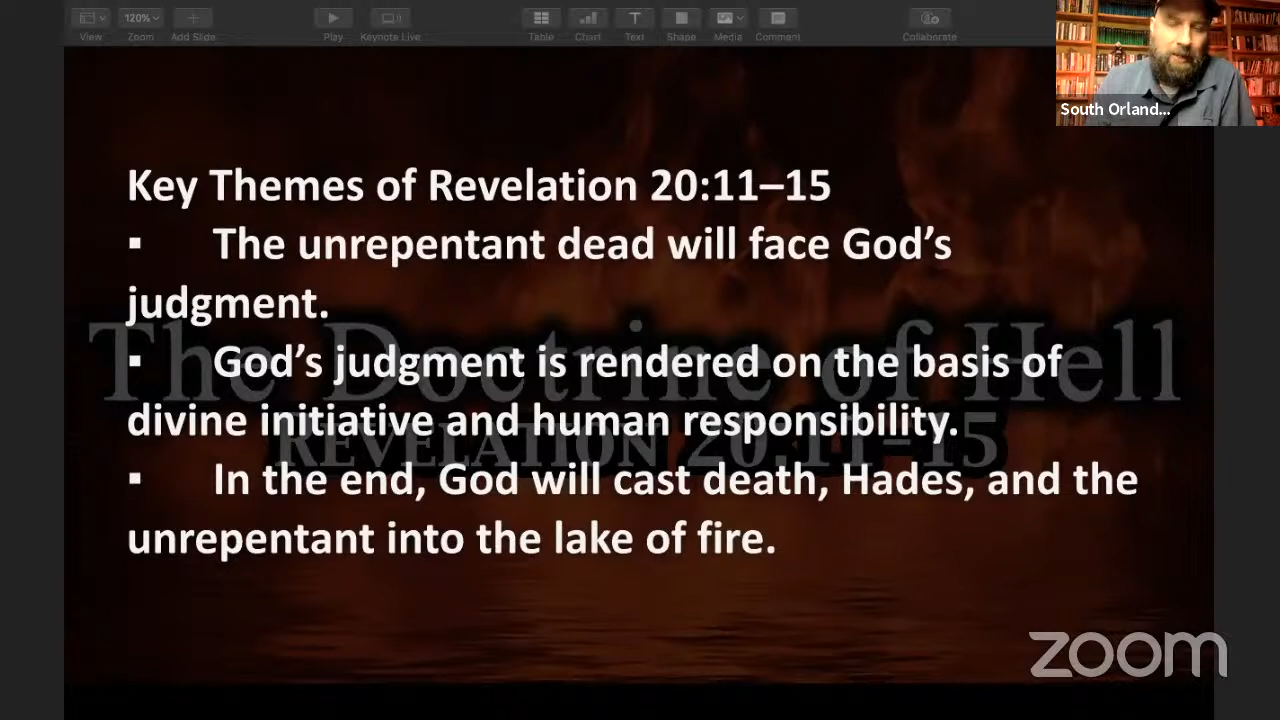 View
120%
Zoom
Add Slide
Play
Keynote Live
Table
Chart
Text
Shape
Media
Comment
Collaborate
South Orland...
Key Themes of Revelation 20:11–15
▪ The unrepentant dead will face God’s
judgment.
The Doctrine of Hell
▪ God’s judgment is rendered on the basis of
divine initiative and human responsibility.
REVELATION 20:11–15
▪ In the end, God will cast death, Hades, and the
unrepentant into the lake of fire.
zoom